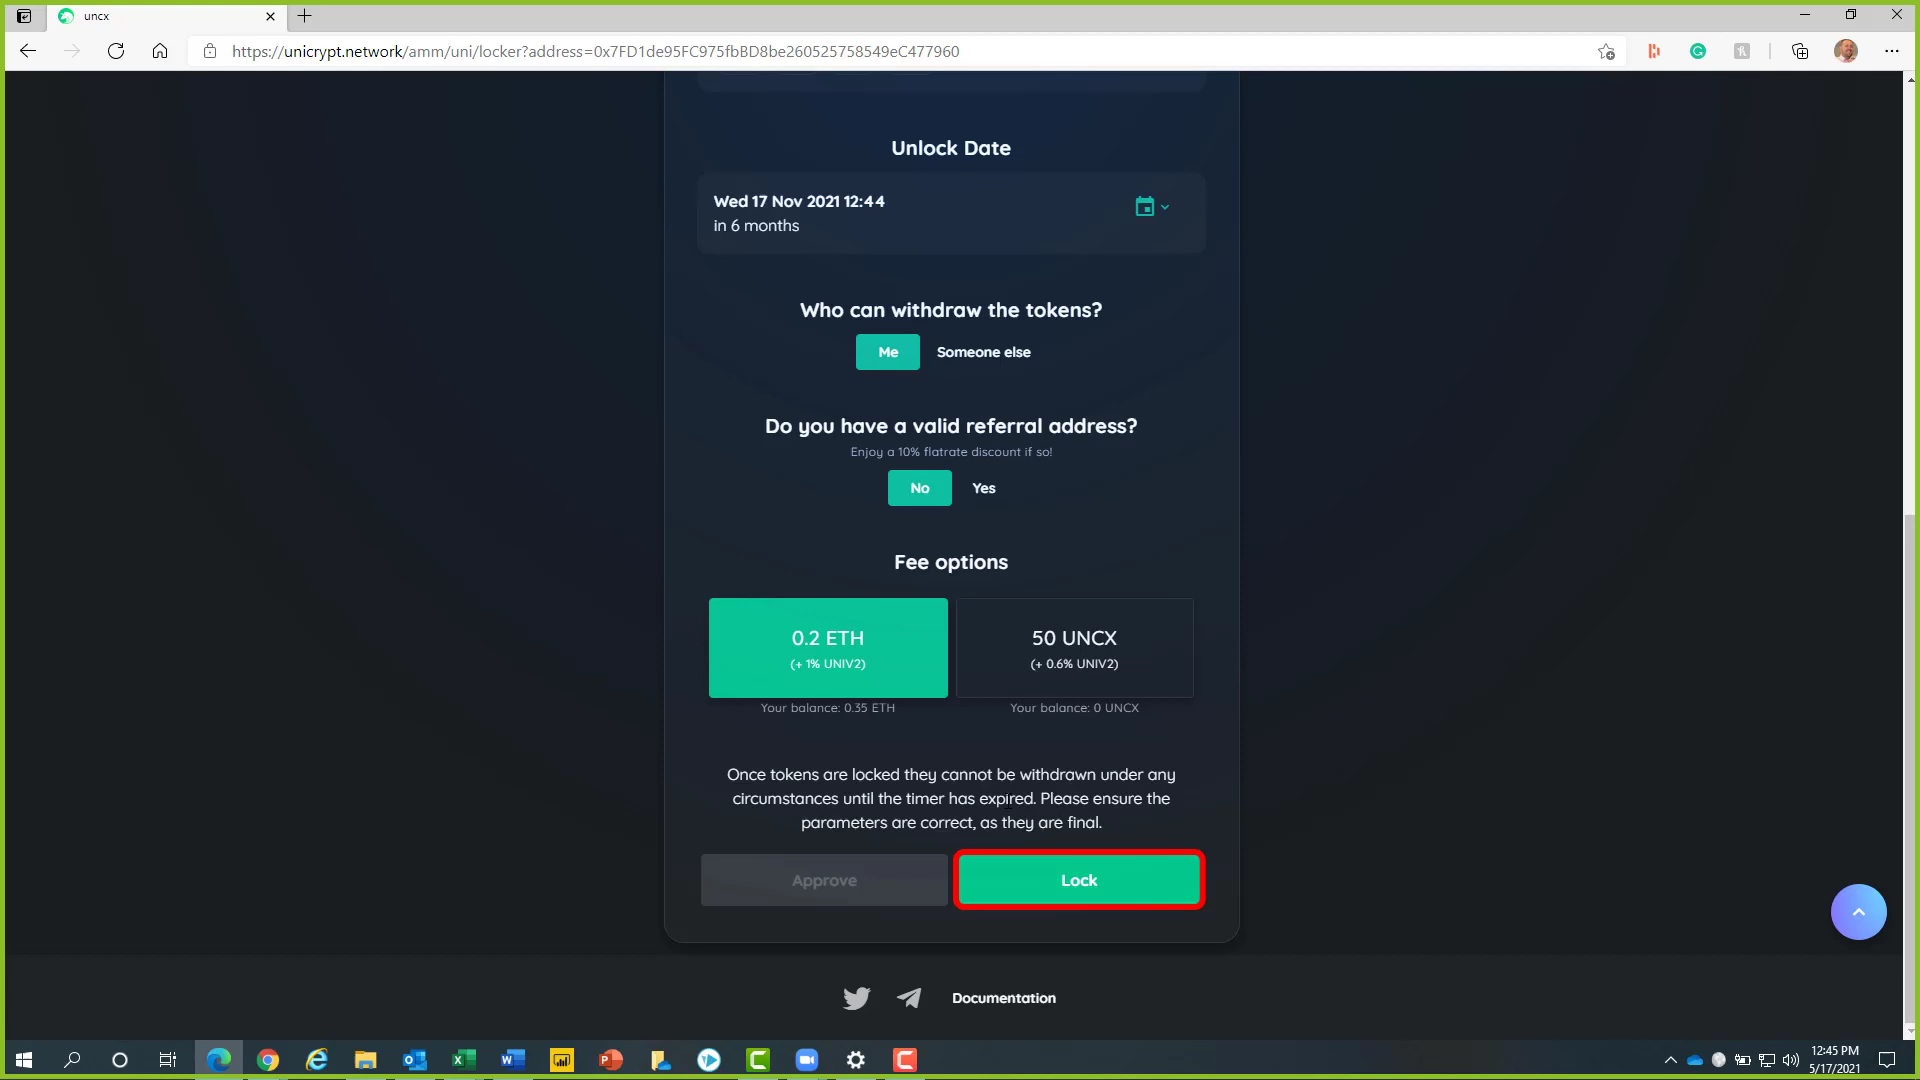 uncx
https://unicrypt.network/amm/uni/locker?address=0x7FD1de95FC975fbBD8be260525758549eC477960
Unlock Date
Wed 17 Nov 2021 12:44
in 6 months
Who can withdraw the tokens?
Me
Someone else
Do you have a valid referral address?
Enjoy a 10% flatrate discount if so!
No
Yes
Fee options
0.2 ETH
(+ 1% UNIV2)
50 UNCX
(+ 0.6% UNIV2)
Your balance: 0.35 ETH
Your balance: 0 UNCX
Once tokens are locked they cannot be withdrawn under any
circumstances until the timer has expired. Please ensure the
parameters are correct, as they are final.
Approve
Lock
Documentation
12:45 PM
5/17/2021